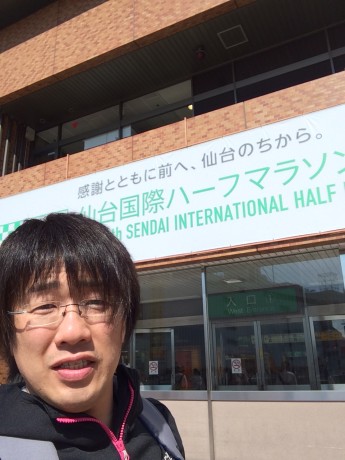 感謝とともに前へ、仙台のちから。
仙台国際ハーフマラソン
th SENDAI INTERNATIONAL HALF
入口